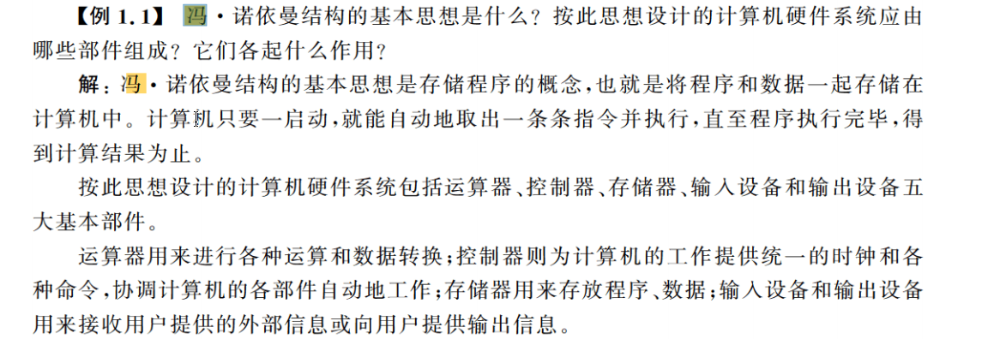 【例 1.1】 冯·诺依曼结构的基本思想是什么？按此思想设计的计算机硬件系统应由
哪些部件组成？它们各起什么作用？
解：冯·诺依曼结构的基本思想是存储程序的概念，也就是将程序和数据一起存储在
计算机中。计算机只要一启动，就能自动地取出一条条指令并执行，直至程序执行完毕，得
到计算结果为止。
按此思想设计的计算机硬件系统包括运算器、控制器、存储器、输入设备和输出设备五
大基本部件。
运算器用来进行各种运算和数据转换；控制器则为计算机的工作提供统一的时钟和各
种命令，协调计算机的各部件自动地工作；存储器用来存放程序、数据；输入设备和输出设备
用来接收用户提供的外部信息或向用户提供输出信息。